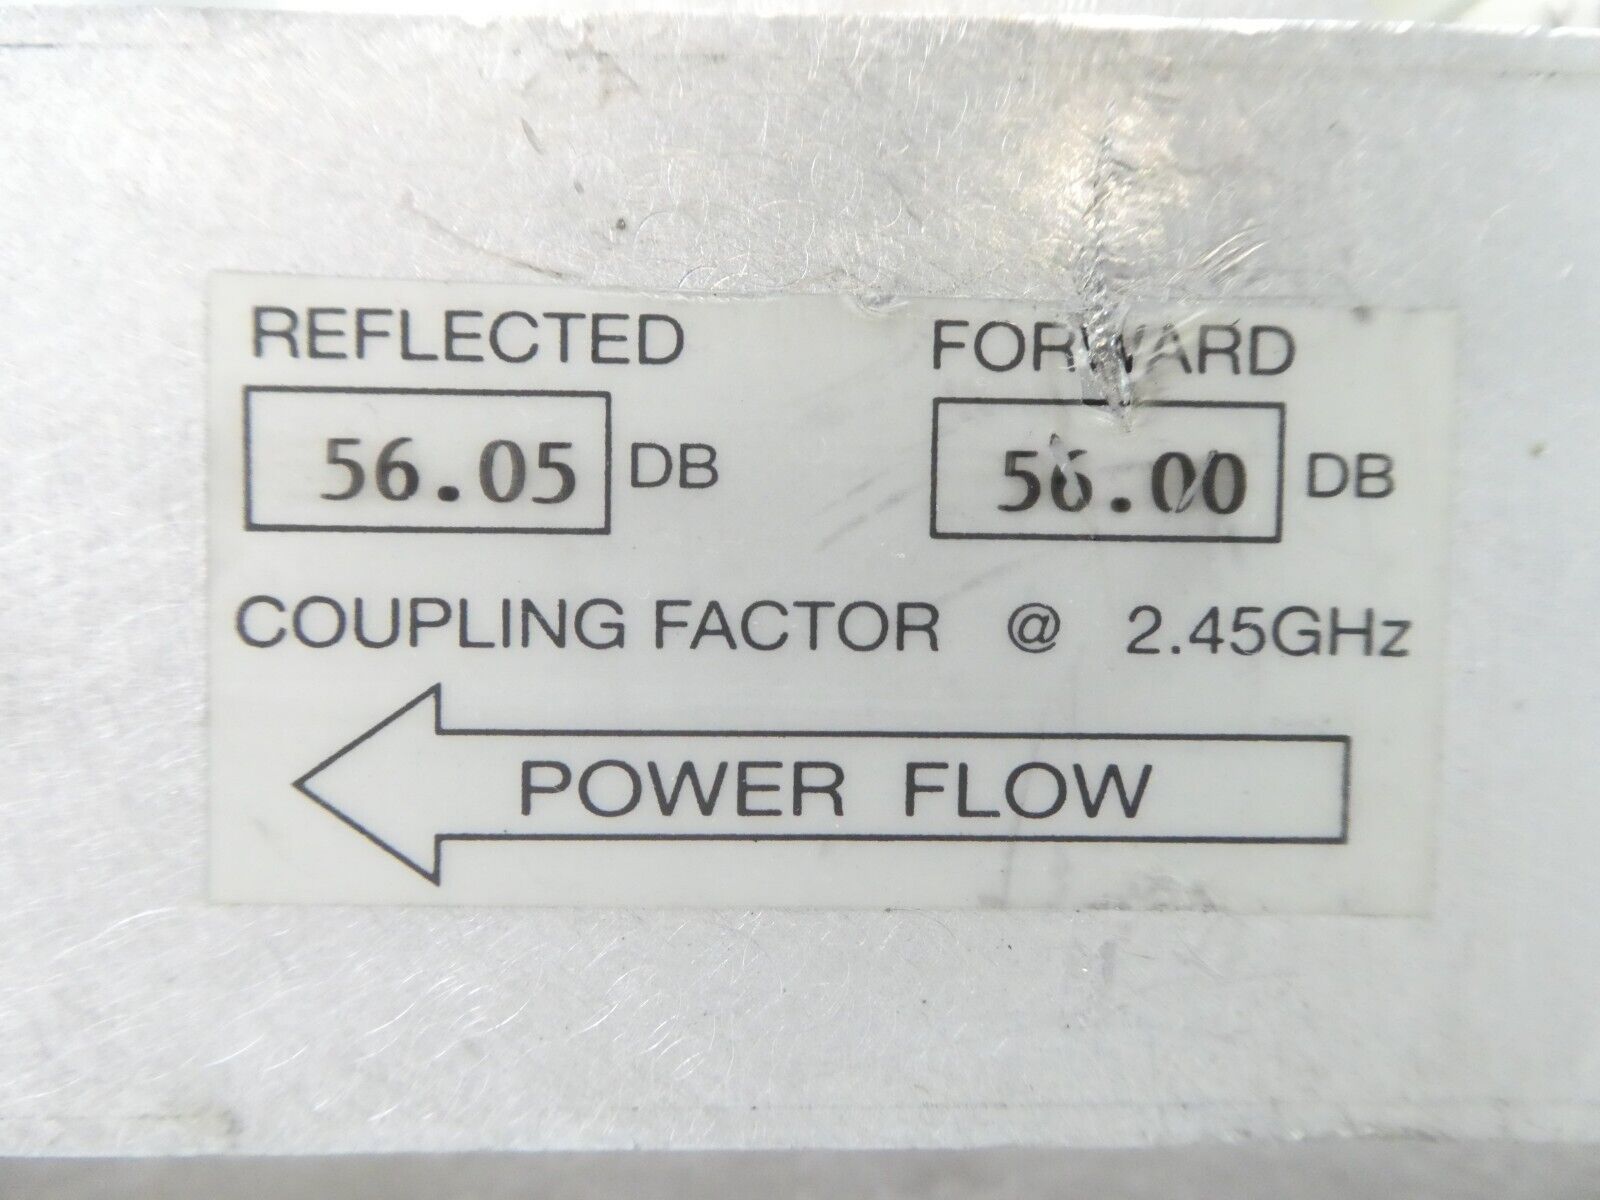 REFLECTED FORWARD
56.05 DB 56.00 DB
COUPLING FACTOR @ 2.45GHz
POWER FLOW